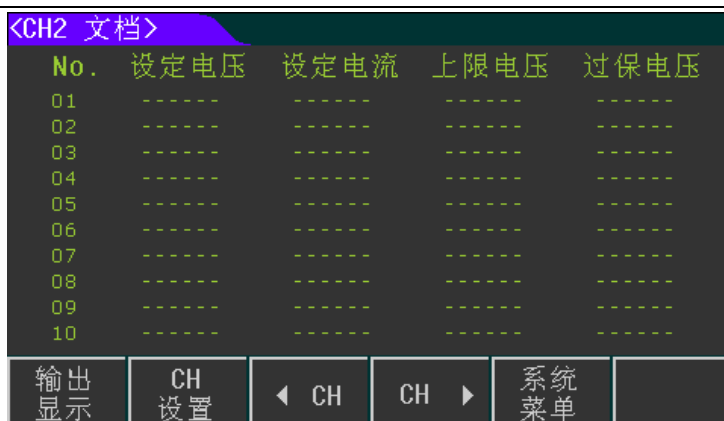 <CH2 文档>
No. 设定电压 设定电流 上限电压 过保电压
01 ------ ------ ------ ------
02 ------ ------ ------ ------
03 ------ ------ ------ ------
04 ------ ------ ------ ------
05 ------ ------ ------ ------
06 ------ ------ ------ ------
07 ------ ------ ------ ------
08 ------ ------ ------ ------
09 ------ ------ ------ ------
10 ------ ------ ------ ------
输出 CH ◀ CH CH ▶ 系统
显示 设置 菜单